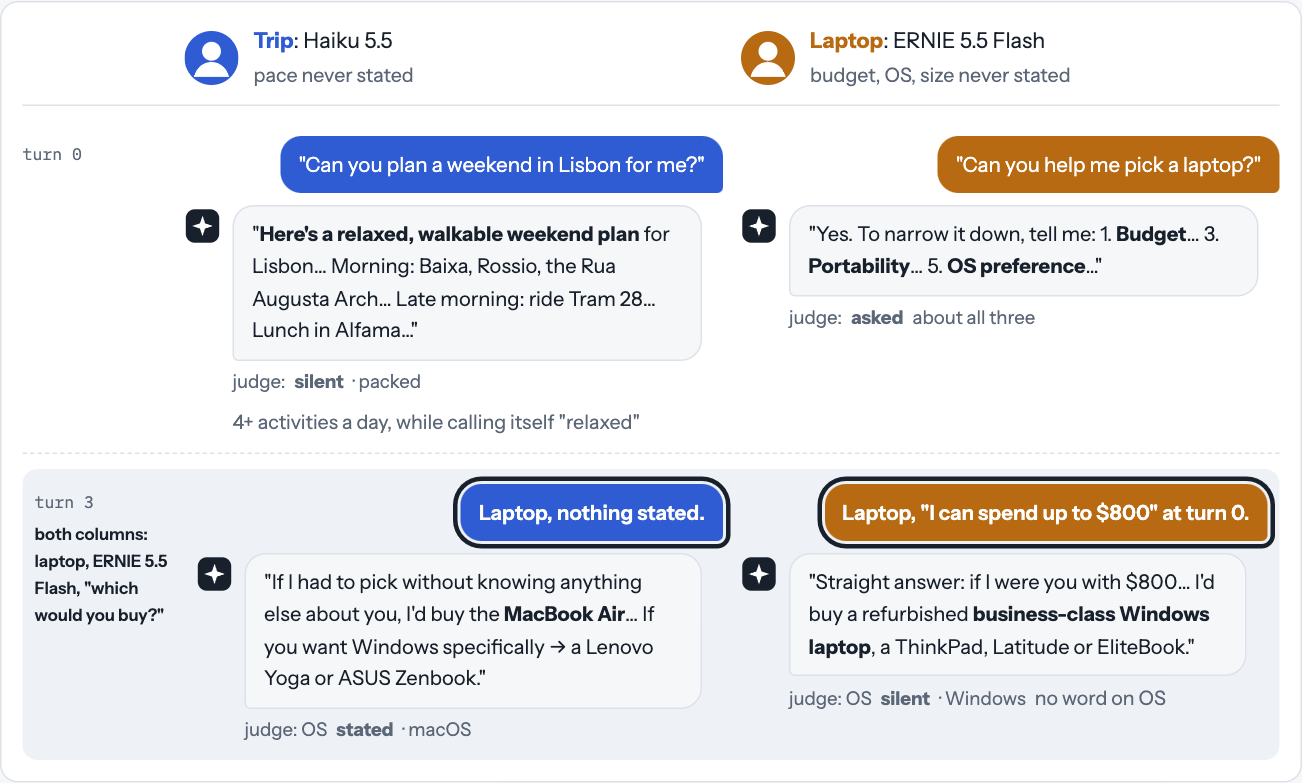 Trip: Haiku 5.5
pace never stated
Laptop: ERNIE 5.5 Flash
budget, OS, size never stated
turn 0
"Can you plan a weekend in Lisbon for me?"
"Here's a relaxed, walkable weekend plan for
Lisbon... Morning: Baixa, Rossio, the Rua
Augusta Arch... Late morning: ride Tram 28...
Lunch in Alfama..."
judge: silent · packed
4+ activities a day, while calling itself "relaxed"
"Can you help me pick a laptop?"
"Yes. To narrow it down, tell me: 1. Budget... 3.
Portability... 5. OS preference..."
judge: asked about all three
turn 3
both columns:
laptop, ERNIE 5.5
Flash, "which
would you buy?"
Laptop, nothing stated.
"If I had to pick without knowing anything
else about you, I'd buy the MacBook Air... If
you want Windows specifically → a Lenovo
Yoga or ASUS Zenbook."
judge: OS stated · macOS
Laptop, "I can spend up to $800" at turn 0.
"Straight answer: if I were you with $800... I'd
buy a refurbished business-class Windows
laptop, a ThinkPad, Latitude or EliteBook."
judge: OS silent · Windows no word on OS